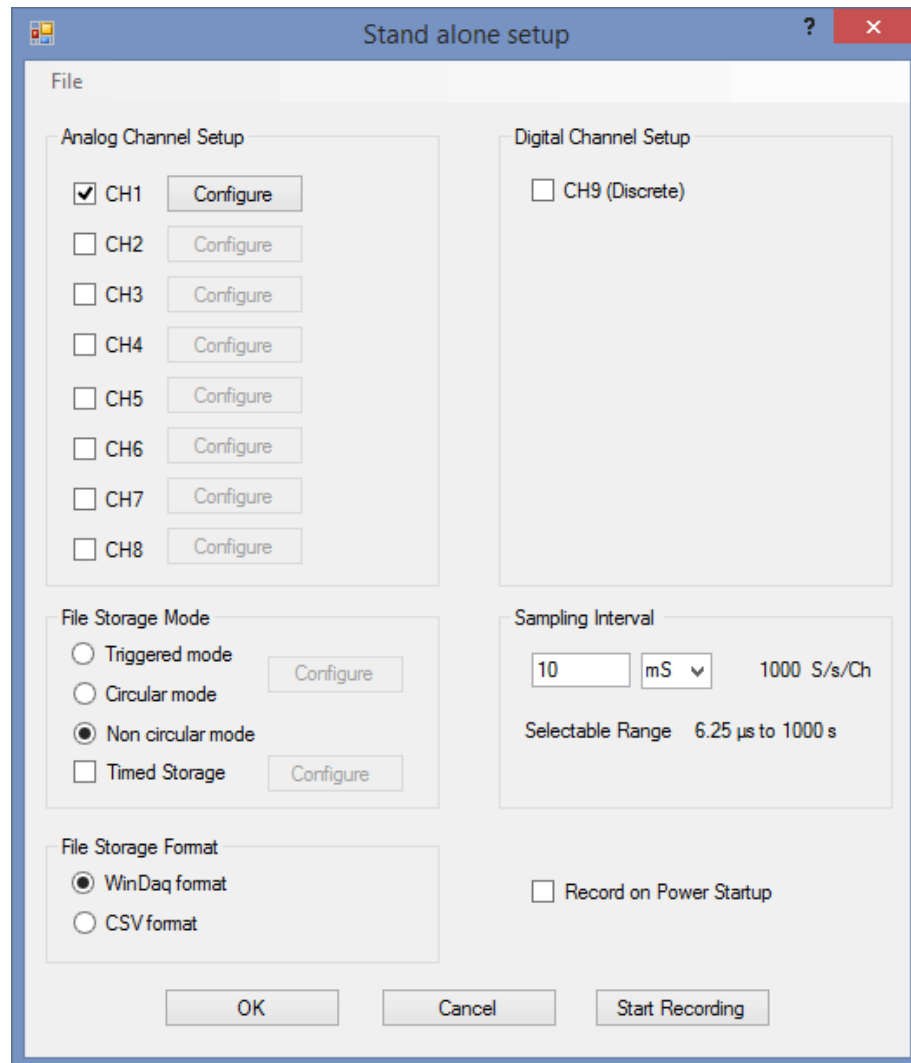 Stand alone setup ?
File
Analog Channel Setup
CH1 Configure
CH2 Configure
CH3 Configure
CH4 Configure
CH5 Configure
CH6 Configure
CH7 Configure
CH8 Configure
Digital Channel Setup
CH9 (Discrete)
File Storage Mode
Triggered mode
Configure
Circular mode
Non circular mode
Timed Storage Configure
Sampling Interval
10 mS 1000 S/s/Ch
Selectable Range 6.25 µs to 1000 s
File Storage Format
WinDaq format
CSV format
Record on Power Startup
OK Cancel Start Recording